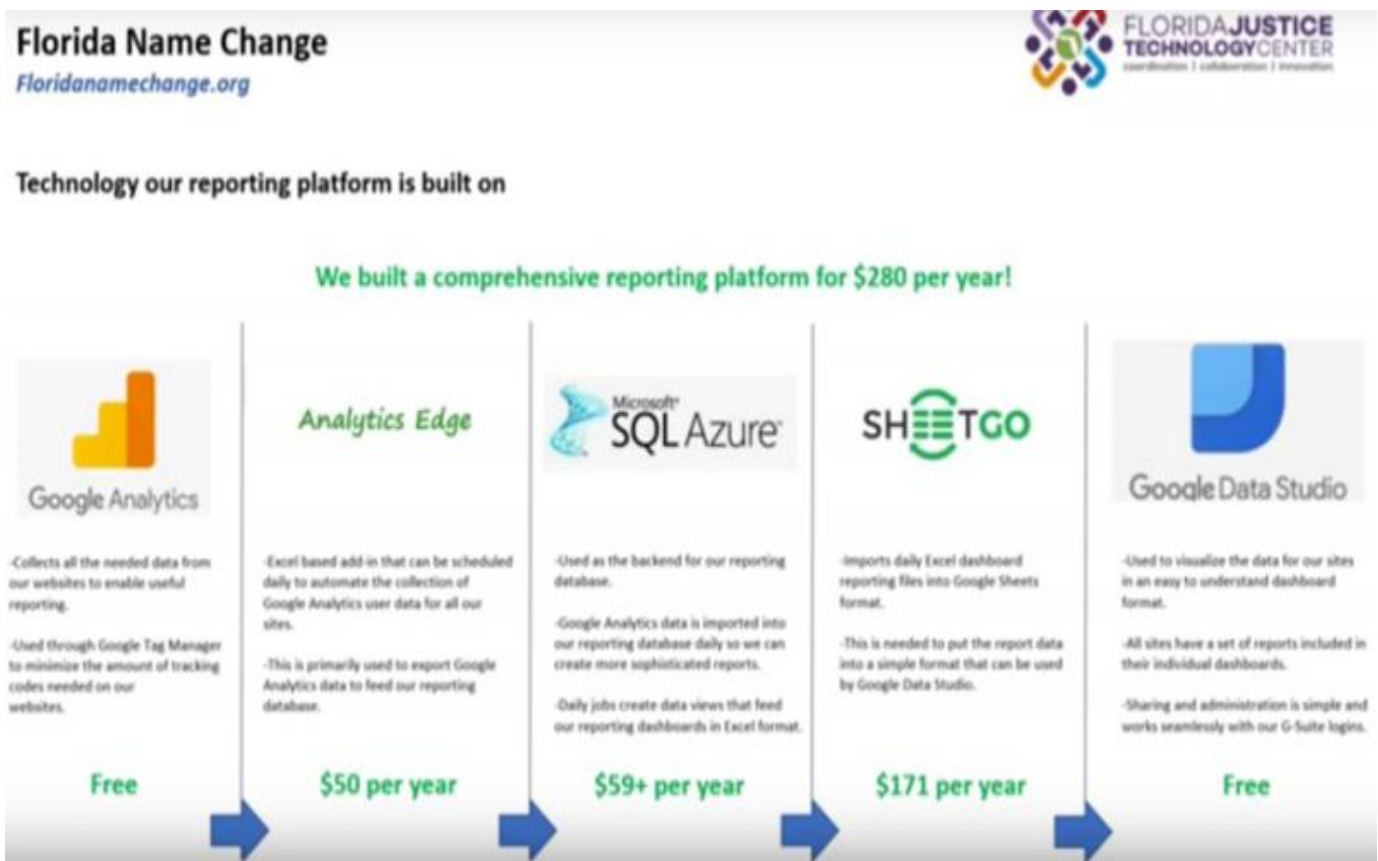 Florida Name Change
Floridanamechange.org
FLORIDAJUSTICE
TECHNOLOGYCENTER
coordination | collaboration | innovation
Technology our reporting platform is built on
We built a comprehensive reporting platform for $280 per year!
Google Analytics
-Collects all the needed data from
our websites to enable useful
reporting.
-Used through Google Tag Manager
to minimize the amount of tracking
codes needed on our
websites.
Free
Analytics Edge
-Excel based add-in that can be scheduled
daily to automate the collection of
Google Analytics user data for all our
sites.
-This is primarily used to export Google
Analytics data to feed our reporting
database.
$50 per year
Microsoft®
SQL Azure™
-Used as the backend for our reporting
database.
-Google Analytics data is imported into
our reporting database daily so we can
create more sophisticated reports.
-Daily jobs create data views that feed
our reporting dashboards in Excel format.
$59+ per year
SHEETGO
-Imports daily Excel dashboard
reporting files into Google Sheets
format.
-This is needed to put the report data
into a simple format that can be used
by Google Data Studio.
$171 per year
Google Data Studio
-Used to visualize the data for our sites
in an easy to understand dashboard
format.
-All sites have a set of reports included in
their individual dashboards.
-Sharing and administration is simple and
works seamlessly with our G-Suite logins.
Free